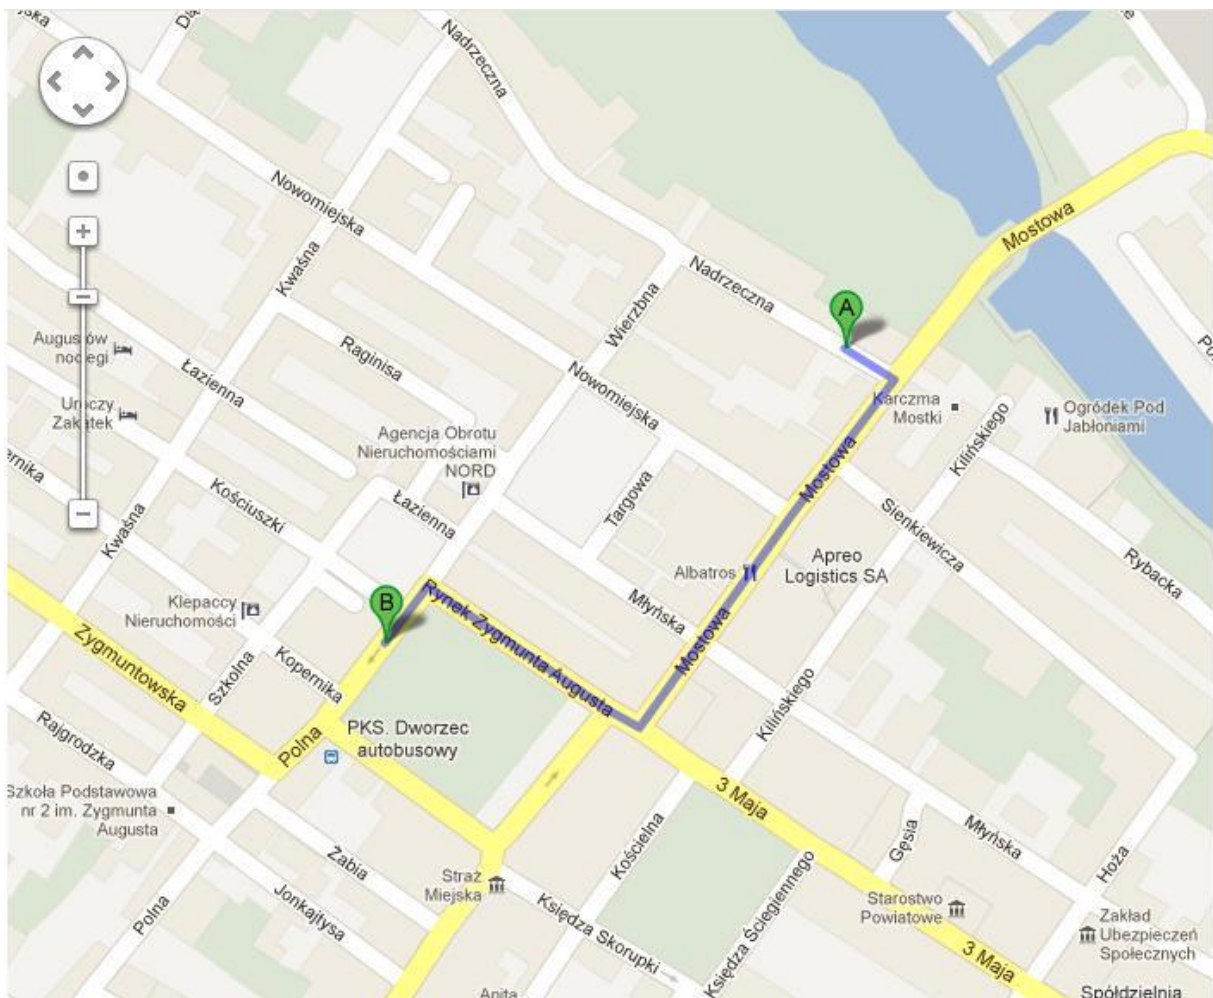 Nadrzeczna
Mostowa
Nowomiejska
Kwaśna
Nadrzeczna
A
Wierzbna
Augustów
noclegi
Łazienna
Raginisa
Nowomiejska
Uroczy
Zakątek
Karczma
Mostki
Ogródek Pod
Jabłoniami
Kilińskiego
Agencja Obrotu
Nieruchomościami
NORD
Mostowa
Kościuszki
Łazienna
Targowa
Kwaśna
Sienkiewicza
Rybacka
Apreo
Logistics SA
Albatros
Klepaccy
Nieruchomości
B
Rynek Zygmunta Augusta
Młyńska
Mostowa
Zygmuntowska
Szkolna
Kopernika
Kilińskiego
Rajgrodzka
Polna
PKS. Dworzec
autobusowy
Szkoła Podstawowa
nr 2 im. Zygmunta
Augusta
3 Maja
Młyńska
Gęsia
Hoża
Żabia
Kościelna
Straż
Miejska
Jonkajtysa
Polna
Księdza Skorupki
Księdza Ściegiennego
Starostwo
Powiatowe
3 Maja
Zakład
Ubezpieczeń
Społecznych
Anita
Spółdzielnia